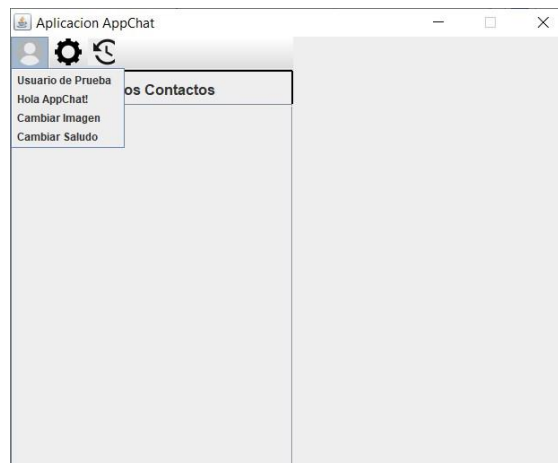 Aplicacion AppChat
Usuario de Prueba
Hola AppChat!
Cambiar Imagen
Cambiar Saludo
os Contactos